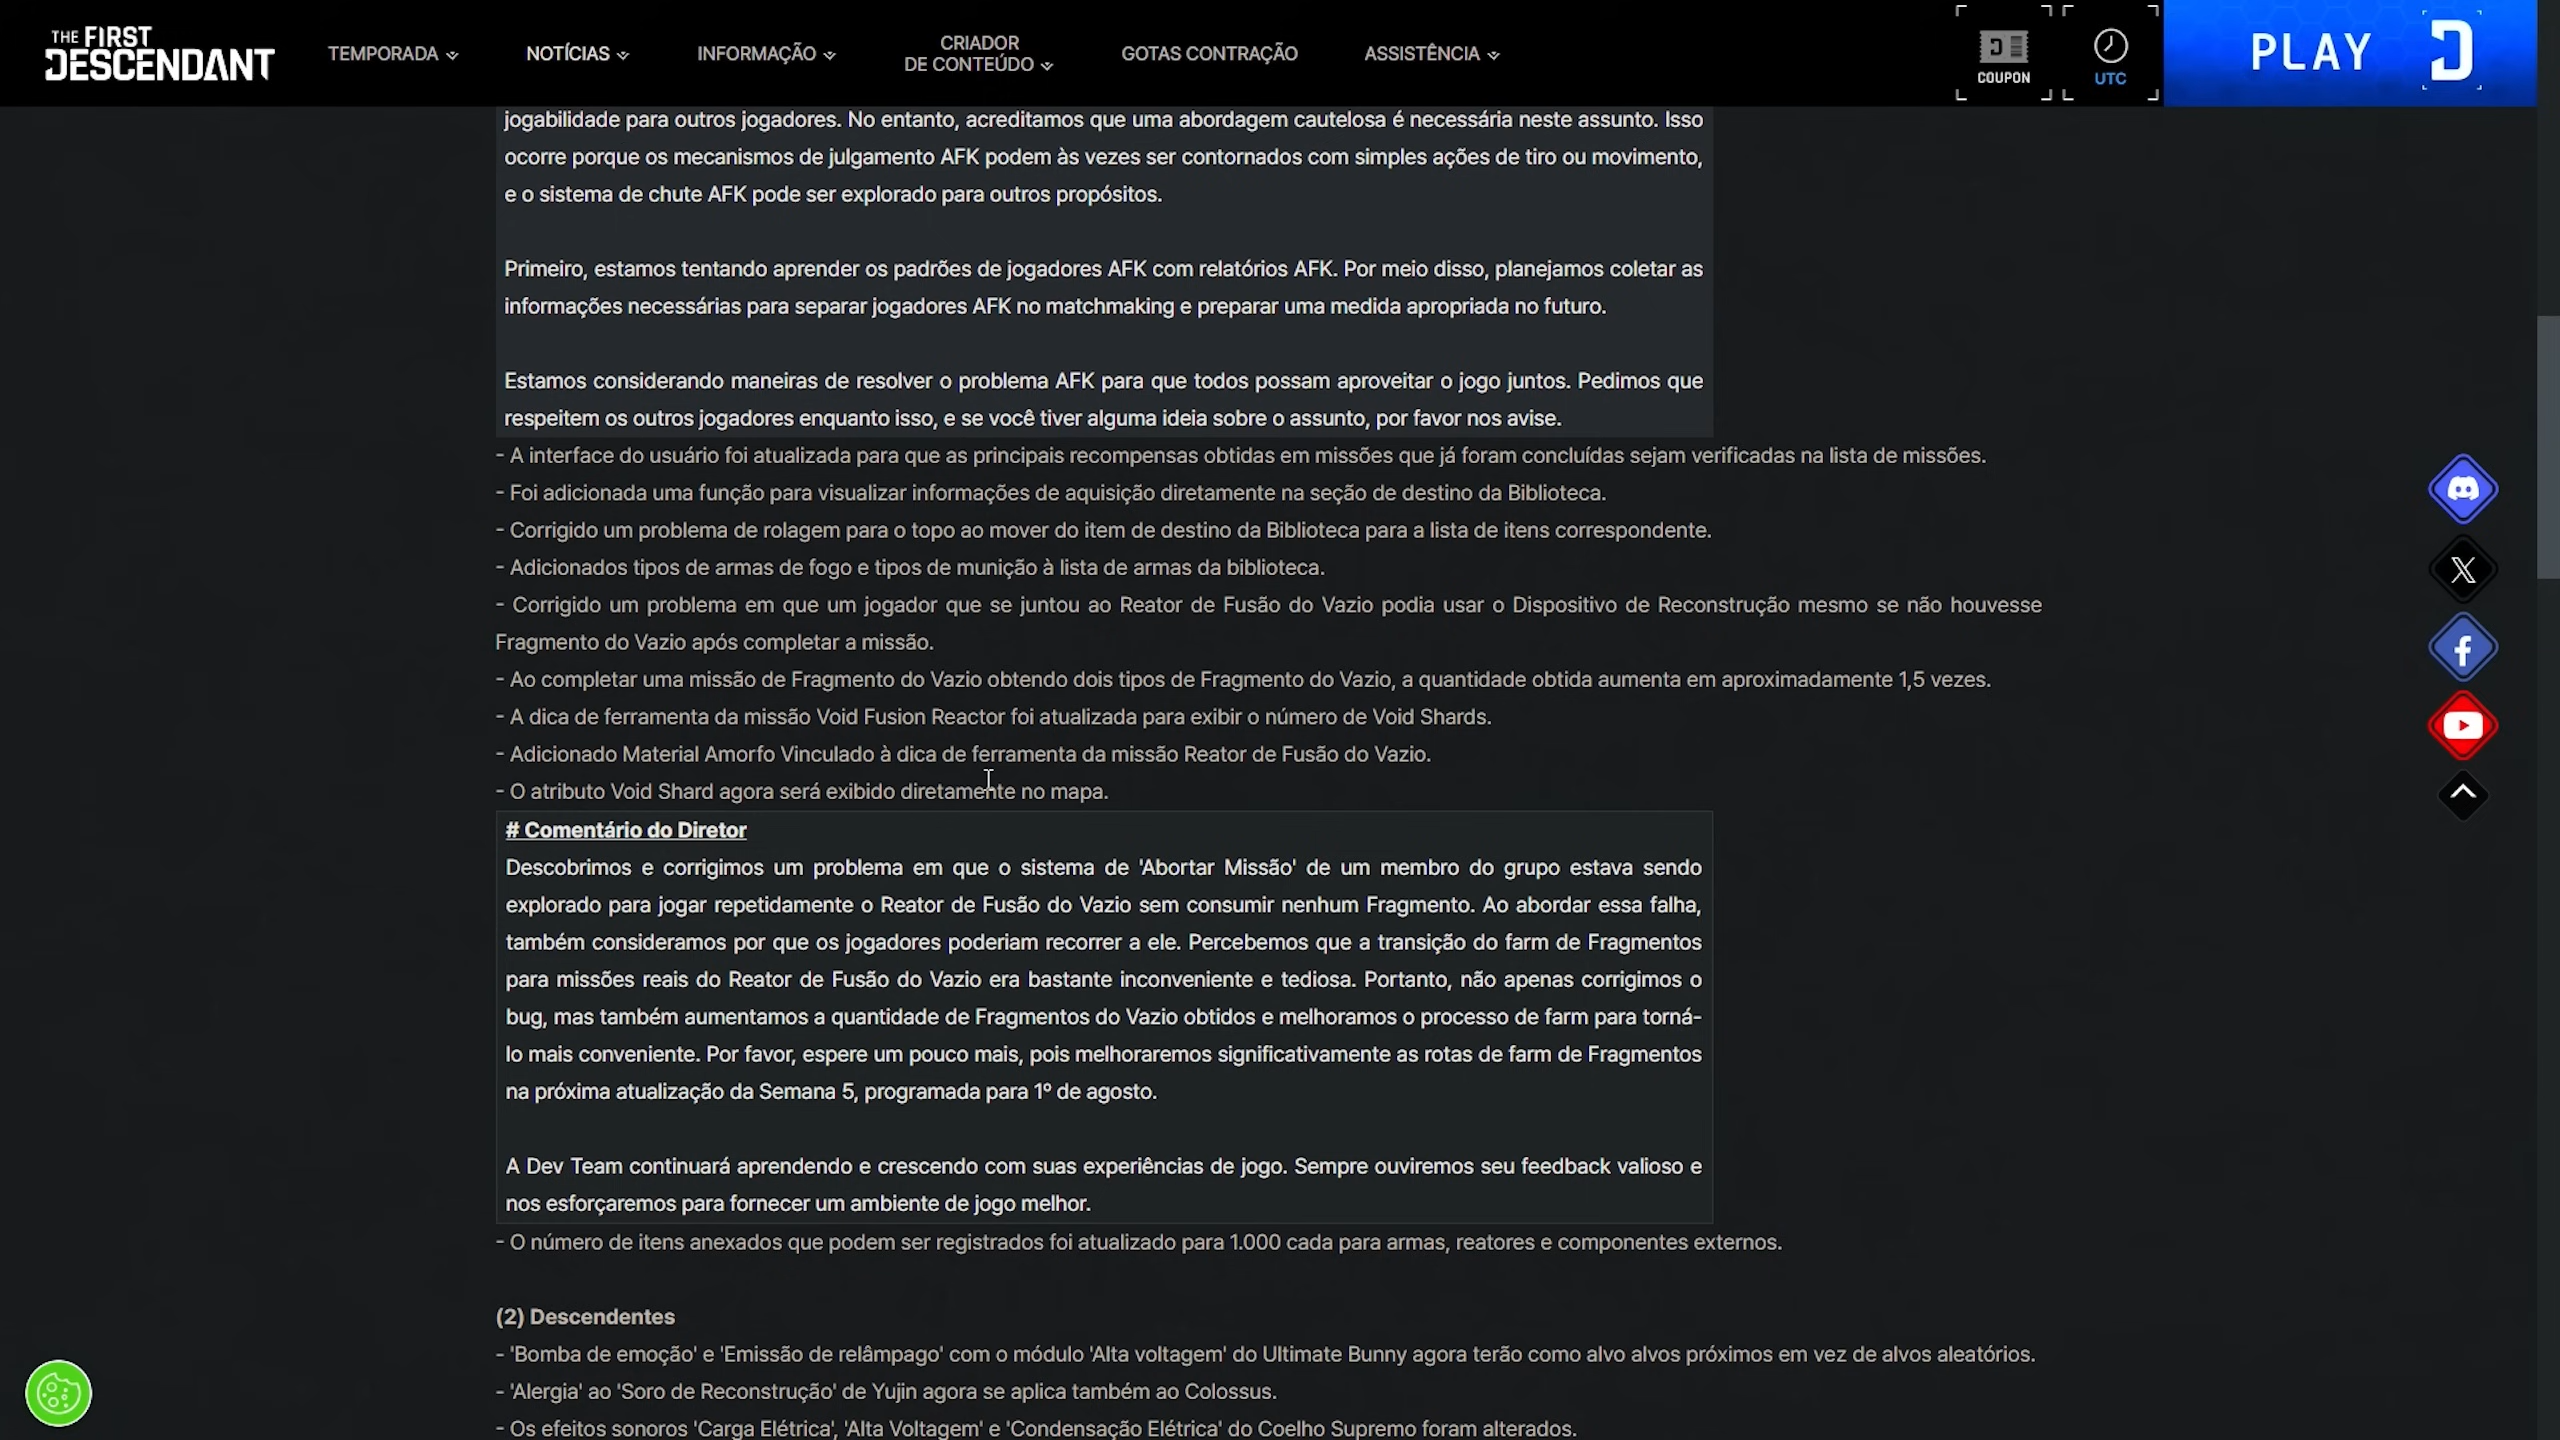 THE FIRST
DESCENDANT
TEMPORADA
NOTÍCIAS
INFORMAÇÃO
CRIADOR
DE CONTEÚDO
GOTAS CONTRAÇÃO
ASSISTÊNCIA
COUPON
UTC
PLAY
jogabilidade para outros jogadores. No entanto, acreditamos que uma abordagem cautelosa é necessária neste assunto. Isso
ocorre porque os mecanismos de julgamento AFK podem às vezes ser contornados com simples ações de tiro ou movimento,
e o sistema de chute AFK pode ser explorado para outros propósitos.
Primeiro, estamos tentando aprender os padrões de jogadores AFK com relatórios AFK. Por meio disso, planejamos coletar as
informações necessárias para separar jogadores AFK no matchmaking e preparar uma medida apropriada no futuro.
Estamos considerando maneiras de resolver o problema AFK para que todos possam aproveitar o jogo juntos. Pedimos que
respeitem os outros jogadores enquanto isso, e se você tiver alguma ideia sobre o assunto, por favor nos avise.
- A interface do usuário foi atualizada para que as principais recompensas obtidas em missões que já foram concluídas sejam verificadas na lista de missões.
- Foi adicionada uma função para visualizar informações de aquisição diretamente na seção de destino da Biblioteca.
- Corrigido um problema de rolagem para o topo ao mover do item de destino da Biblioteca para a lista de itens correspondente.
- Adicionados tipos de armas de fogo e tipos de munição à lista de armas da biblioteca.
- Corrigido um problema em que um jogador que se juntou ao Reator de Fusão do Vazio podia usar o Dispositivo de Reconstrução mesmo se não houvesse
Fragmento do Vazio após completar a missão.
- Ao completar uma missão de Fragmento do Vazio obtendo dois tipos de Fragmento do Vazio, a quantidade obtida aumenta em aproximadamente 1,5 vezes.
- A dica de ferramenta da missão Void Fusion Reactor foi atualizada para exibir o número de Void Shards.
- Adicionado Material Amorfo Vinculado à dica de ferramenta da missão Reator de Fusão do Vazio.
- O atributo Void Shard agora será exibido diretamente no mapa.
# Comentário do Diretor
Descobrimos e corrigimos um problema em que o sistema de 'Abortar Missão' de um membro do grupo estava sendo
explorado para jogar repetidamente o Reator de Fusão do Vazio sem consumir nenhum Fragmento. Ao abordar essa falha,
também consideramos por que os jogadores poderiam recorrer a ele. Percebemos que a transição do farm de Fragmentos
para missões reais do Reator de Fusão do Vazio era bastante inconveniente e tediosa. Portanto, não apenas corrigimos o
bug, mas também aumentamos a quantidade de Fragmentos do Vazio obtidos e melhoramos o processo de farm para torná-
lo mais conveniente. Por favor, espere um pouco mais, pois melhoraremos significativamente as rotas de farm de Fragmentos
na próxima atualização da Semana 5, programada para 1º de agosto.
A Dev Team continuará aprendendo e crescendo com suas experiências de jogo. Sempre ouviremos seu feedback valioso e
nos esforçaremos para fornecer um ambiente de jogo melhor.
- O número de itens anexados que podem ser registrados foi atualizado para 1.000 cada para armas, reatores e componentes externos.
(2) Descendentes
- 'Bomba de emoção' e 'Emissão de relâmpago' com o módulo 'Alta voltagem' do Ultimate Bunny agora terão como alvo alvos próximos em vez de alvos aleatórios.
- 'Alergia' ao 'Soro de Reconstrução' de Yujin agora se aplica também ao Colossus.
- Os efeitos sonoros 'Carga Elétrica', 'Alta Voltagem' e 'Condensação Elétrica' do Coelho Supremo foram alterados.